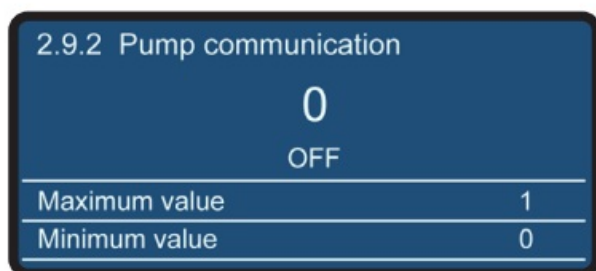 2.9.2 Pump communication
0
OFF
Maximum value 1
Minimum value 0